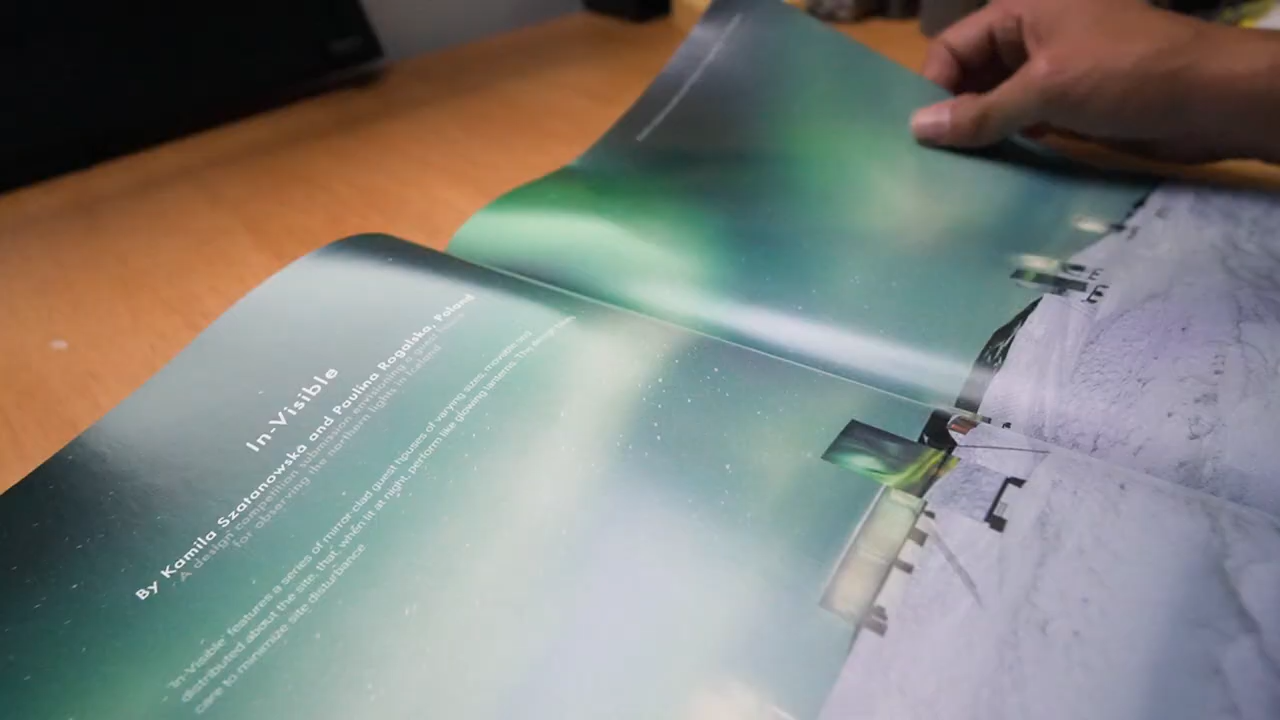 In-Visible
By Kamila Szatanowska and Paulina Rogalska, Poland
A design competition submission envisioning a guest house
for observing the northern lights in Iceland
'In-Visible' features a series of mirror-clad guest houses of varying sizes, movable and
distributed about the site, that, when lit at night, perform like glowing lanterns. The design takes
care to minimize site disturbance.